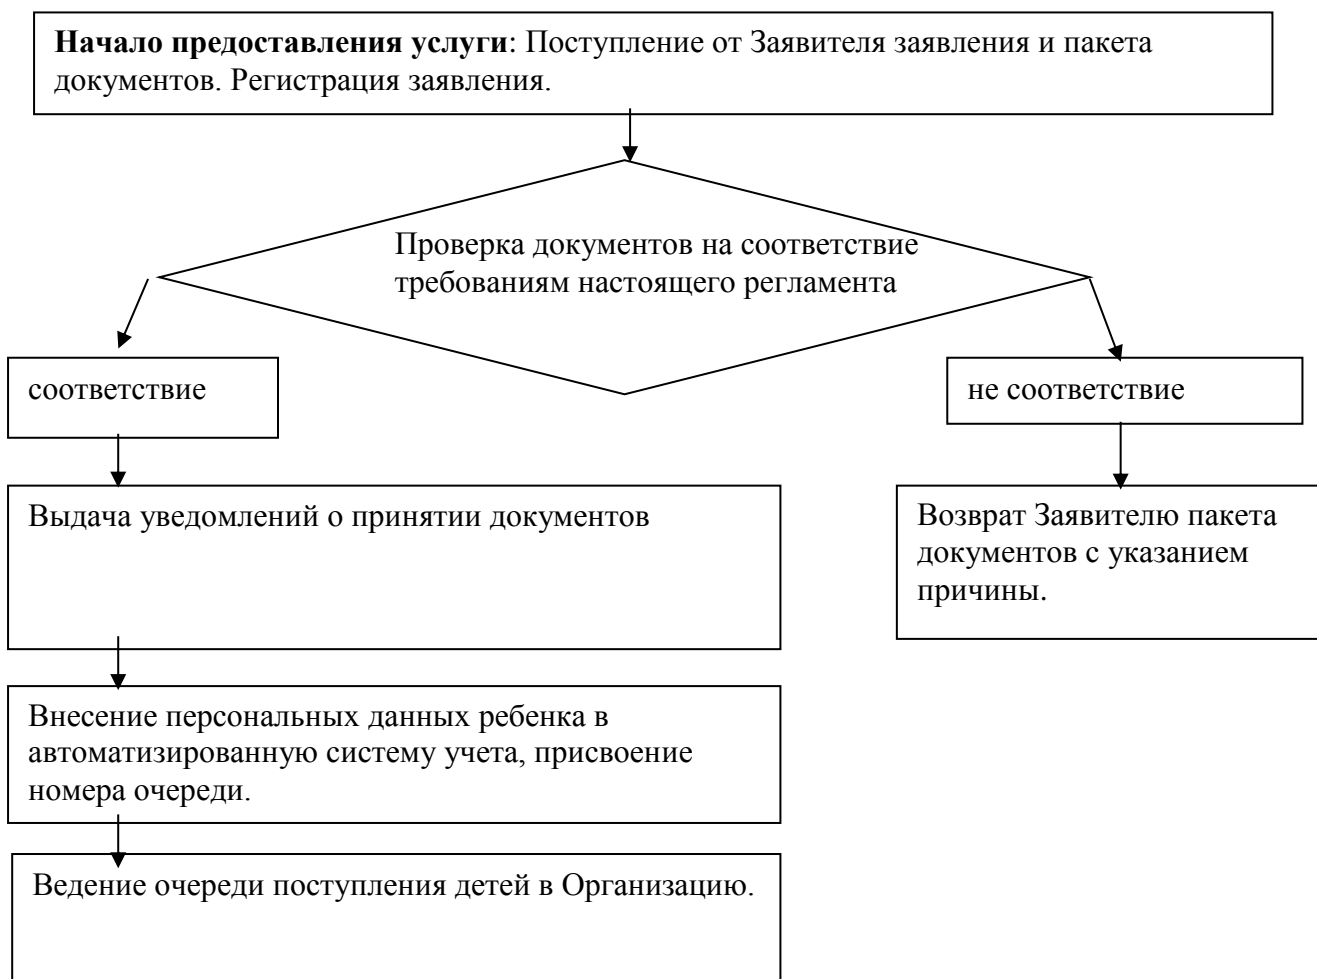 Начало предоставления услуги: Поступление от Заявителя заявления и пакета
документов. Регистрация заявления.
Проверка документов на соответствие
требованиям настоящего регламента
соответствие
не соответствие
Выдача уведомлений о принятии документов
Возврат Заявителю пакета
документов с указанием
причины.
Внесение персональных данных ребенка в
автоматизированную систему учета, присвоение
номера очереди.
Ведение очереди поступления детей в Организацию.